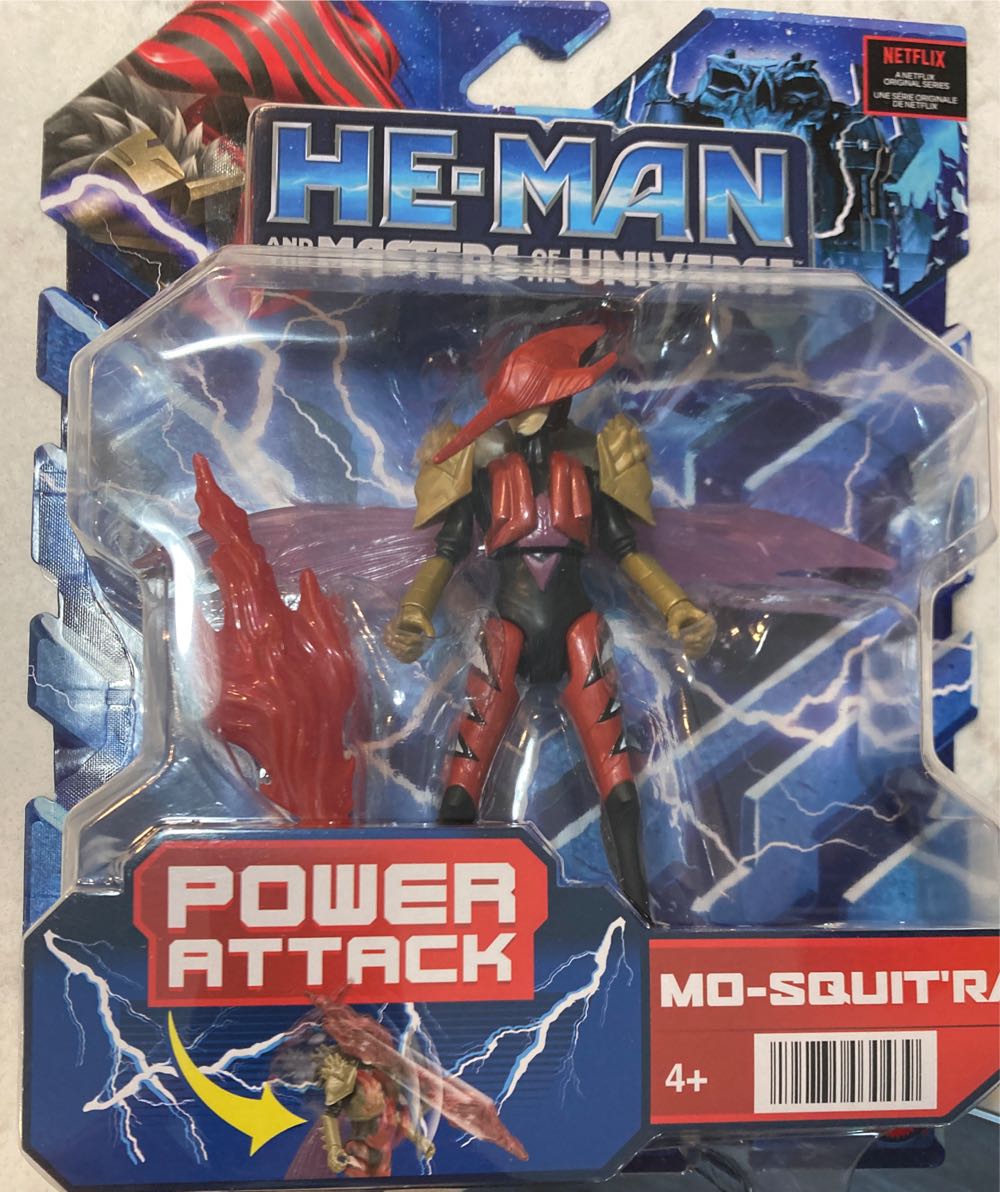 NETFLIX
A NETFLIX
ORIGINAL SERIES
UNE SÉRIE ORIGINALE
DE NETFLIX
HE-MAN
AND MASTERS OF THE UNIVERSE
POWER
ATTACK
MO-SQUIT'RA
4+